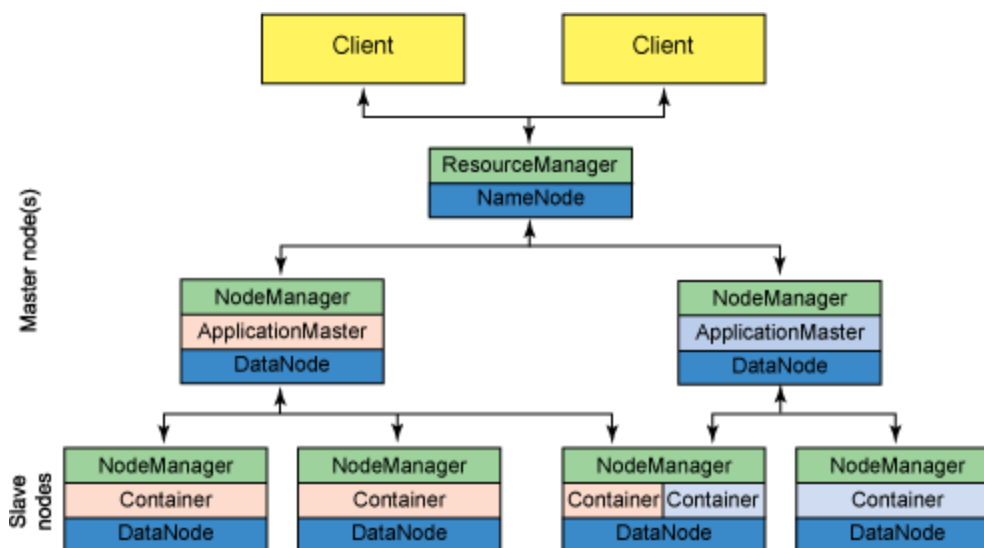 Client
Client
ResourceManager
NameNode
Master node(s)
NodeManager
ApplicationMaster
DataNode
NodeManager
ApplicationMaster
DataNode
Slave
nodes
NodeManager
Container
DataNode
NodeManager
Container
DataNode
NodeManager
Container
Container
DataNode
NodeManager
Container
DataNode